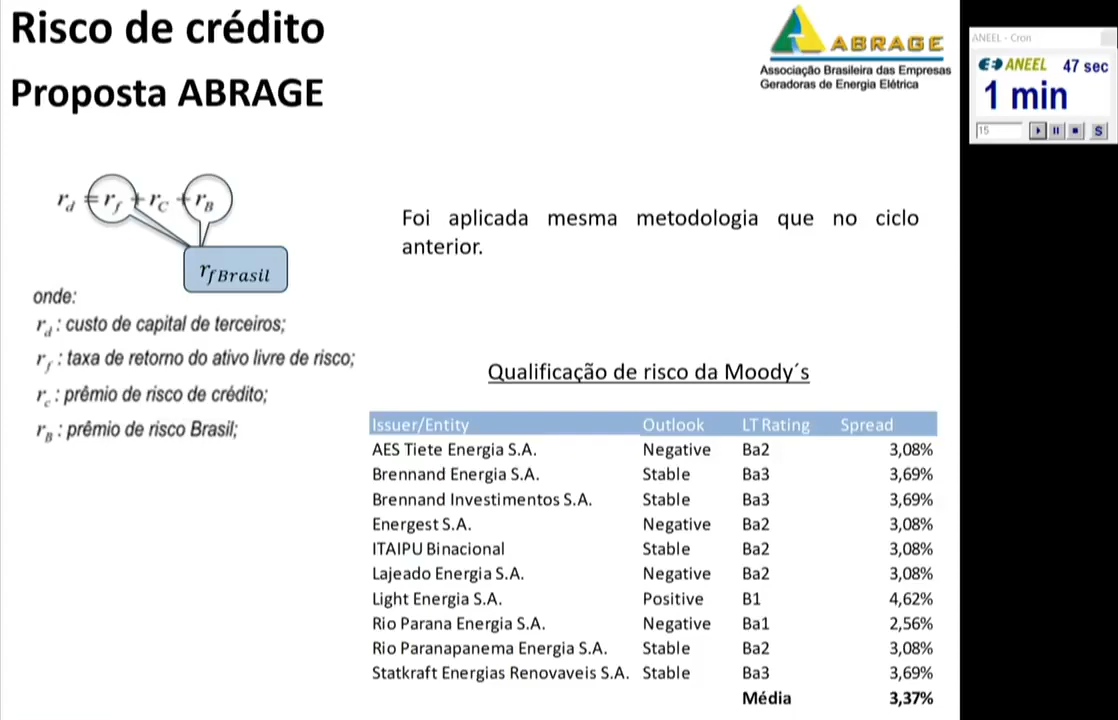 Risco de crédito
Proposta ABRAGE
ABRAGE
Associação Brasileira das Empresas
Geradoras de Energia Elétrica
ANEEL - Cron
ANEEL 47 sec
1 min
15
S
r_d = r_f + r_C + r_B
r_fBrasil
onde:
r_d : custo de capital de terceiros;
r_f : taxa de retorno do ativo livre de risco;
r_c : prêmio de risco de crédito;
r_B : prêmio de risco Brasil;
Foi aplicada mesma metodologia que no ciclo
anterior.
Qualificação de risco da Moody´s
Issuer/Entity Outlook LT Rating Spread
AES Tiete Energia S.A. Negative Ba2 3,08%
Brennand Energia S.A. Stable Ba3 3,69%
Brennand Investimentos S.A. Stable Ba3 3,69%
Energest S.A. Negative Ba2 3,08%
ITAIPU Binacional Stable Ba2 3,08%
Lajeado Energia S.A. Negative Ba2 3,08%
Light Energia S.A. Positive B1 4,62%
Rio Parana Energia S.A. Negative Ba1 2,56%
Rio Paranapanema Energia S.A. Stable Ba2 3,08%
Statkraft Energias Renovaveis S.A. Stable Ba3 3,69%
Média 3,37%